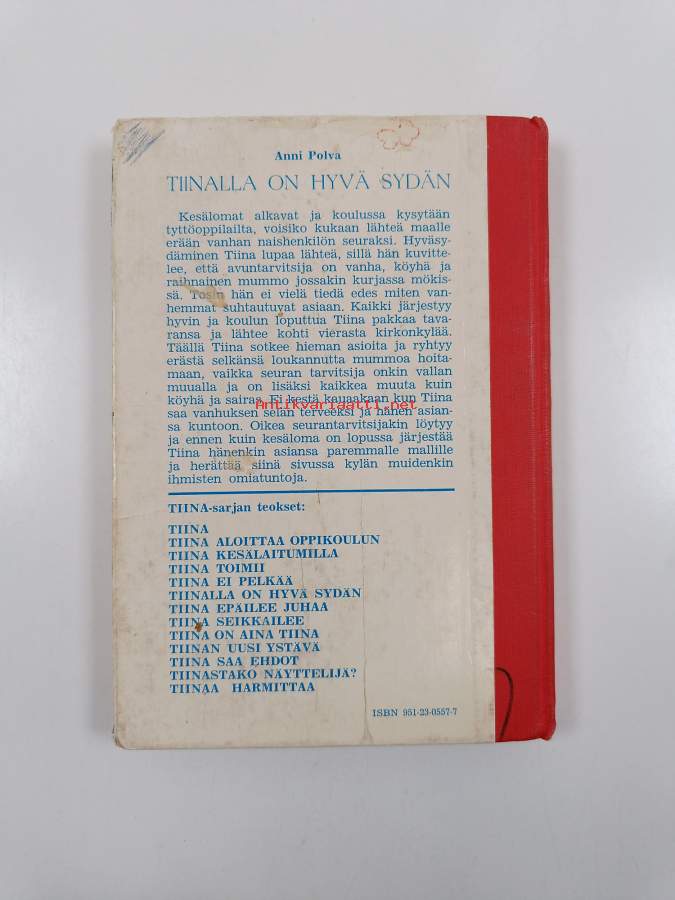 Anni Polva
TIINALLA ON HYVÄ SYDÄN
Kesälomat alkavat ja koulussa kysytään
tyttöoppilailta, voisiko kukaan lähteä maalle
erään vanhan naishenkilön seuraksi. Hyväsy-
däminen Tiina lupaa lähteä, sillä hän kuvitte-
lee, että avuntarvitsija on vanha, köyhä ja
raihnainen mummo jossakin kurjassa mökis-
sä. Tosin hän ei vielä tiedä edes miten van-
hemmat suhtautuvat asiaan. Kaikki järjestyy
hyvin ja koulun loputtua Tiina pakkaa tava-
ransa ja lähtee kohti vierasta kirkonkylää.
Täällä Tiina sotkee hieman asioita ja ryhtyy
erästä selkänsä loukannutta mummoa hoita-
maan, vaikka seuran tarvitsija onkin vallan
muualla ja on lisäksi kaikkea muuta kuin
köyhä ja sairas. Ei kestä kauaakaan kun Tiina
Antikvariaatti.net
saa vanhuksen selän terveeksi ja hänen asian-
sa kuntoon. Oikea seurantarvitsijakin löytyy
ja ennen kuin kesäloma on lopussa järjestää
Tiina hänenkin asiansa paremmalle mallille
ja herättää siinä sivussa kylän muidenkin
ihmisten omiatuntoja.
TIINA-sarjan teokset:
TIINA
TIINA ALOITTAA OPPIKOULUN
TIINA KESÄLAITUMILLA
TIINA TOIMII
TIINA EI PELKÄÄ
TIINALLA ON HYVÄ SYDÄN
TIINA EPÄILEE JUHAA
TIINA SEIKKAILEE
TIINA ON AINA TIINA
TIINAN UUSI YSTÄVÄ
TIINA SAA EHDOT
TIINASTAKO NÄYTTELIJÄ?
TIINAA HARMITTAA
ISBN 951-23-0557-7